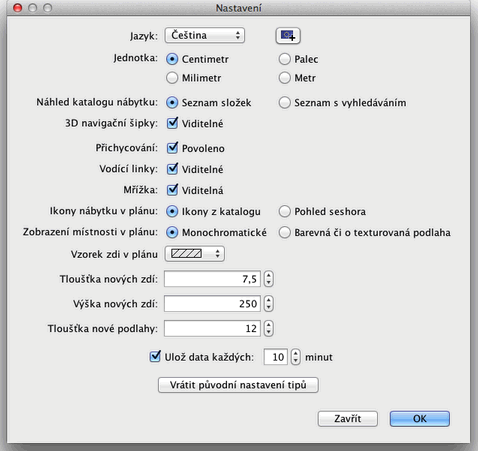 Nastavení
Jazyk: Čeština
Jednotka: Centimetr Palec
Milimetr Metr
Náhled katalogu nábytku: Seznam složek Seznam s vyhledáváním
3D navigační šipky: Viditelné
Přichycování: Povoleno
Vodící linky: Viditelné
Mřížka: Viditelná
Ikony nábytku v plánu: Ikony z katalogu Pohled seshora
Zobrazení místnosti v plánu: Monochromatické Barevná či o texturovaná podlaha
Vzorek zdi v plánu
Tloušťka nových zdí: 7,5
Výška nových zdí: 250
Tloušťka nové podlahy: 12
Ulož data každých: 10 minut
Vrátit původní nastavení tipů
Zavřít OK